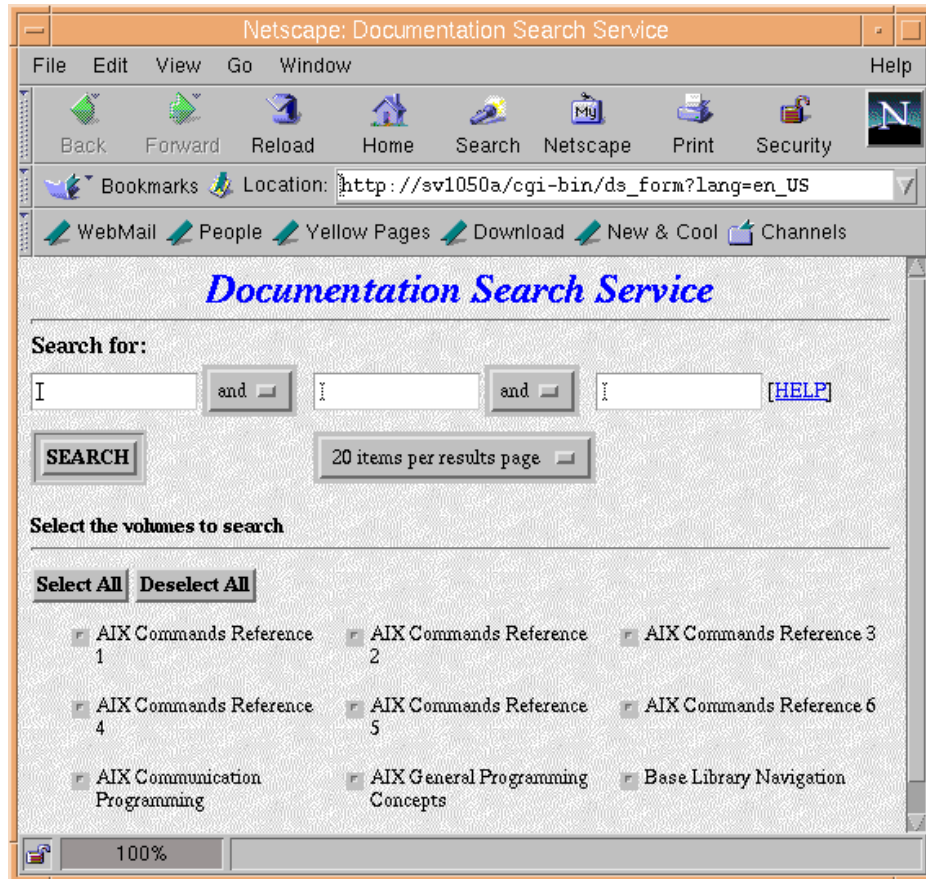 Netscape: Documentation Search Service
File Edit View Go Window Help
My N
Back Forward Reload Home Search Netscape Print Security
Bookmarks Location: http://sv1050a/cgi-bin/ds_form?lang=en_US
WebMail People Yellow Pages Download New & Cool Channels
Documentation Search Service
Search for:
and and [HELP]
SEARCH 20 items per results page
Select the volumes to search
Select All Deselect All
AIX Commands Reference 1
AIX Commands Reference 2
AIX Commands Reference 3
AIX Commands Reference 4
AIX Commands Reference 5
AIX Commands Reference 6
AIX Communication Programming
AIX General Programming Concepts
Base Library Navigation
100%